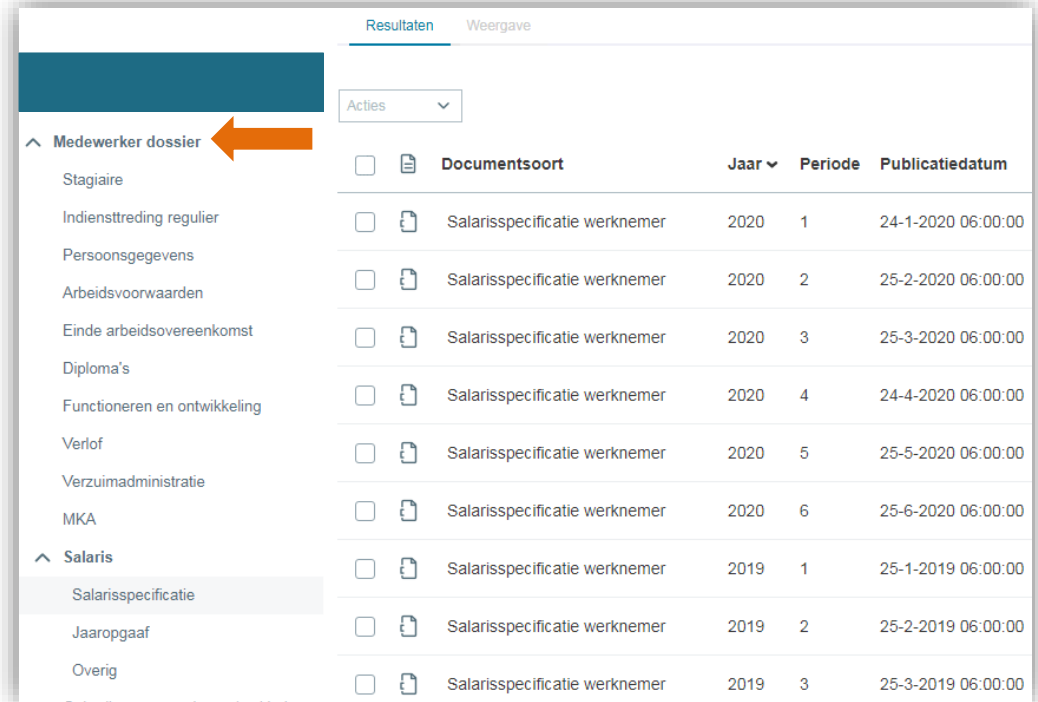 Resultaten Weergave
Acties
Medewerker dossier
Stagiaire
Indiensttreding regulier
Persoonsgegevens
Arbeidsvoorwaarden
Einde arbeidsovereenkomst
Diploma's
Functioneren en ontwikkeling
Verlof
Verzuimadministratie
MKA
Salaris
Salarisspecificatie
Jaaropgaaf
Overig
Documentsoort Jaar Periode Publicatiedatum
Salarisspecificatie werknemer 2020 1 24-1-2020 06:00:00
Salarisspecificatie werknemer 2020 2 25-2-2020 06:00:00
Salarisspecificatie werknemer 2020 3 25-3-2020 06:00:00
Salarisspecificatie werknemer 2020 4 24-4-2020 06:00:00
Salarisspecificatie werknemer 2020 5 25-5-2020 06:00:00
Salarisspecificatie werknemer 2020 6 25-6-2020 06:00:00
Salarisspecificatie werknemer 2019 1 25-1-2019 06:00:00
Salarisspecificatie werknemer 2019 2 25-2-2019 06:00:00
Salarisspecificatie werknemer 2019 3 25-3-2019 06:00:00